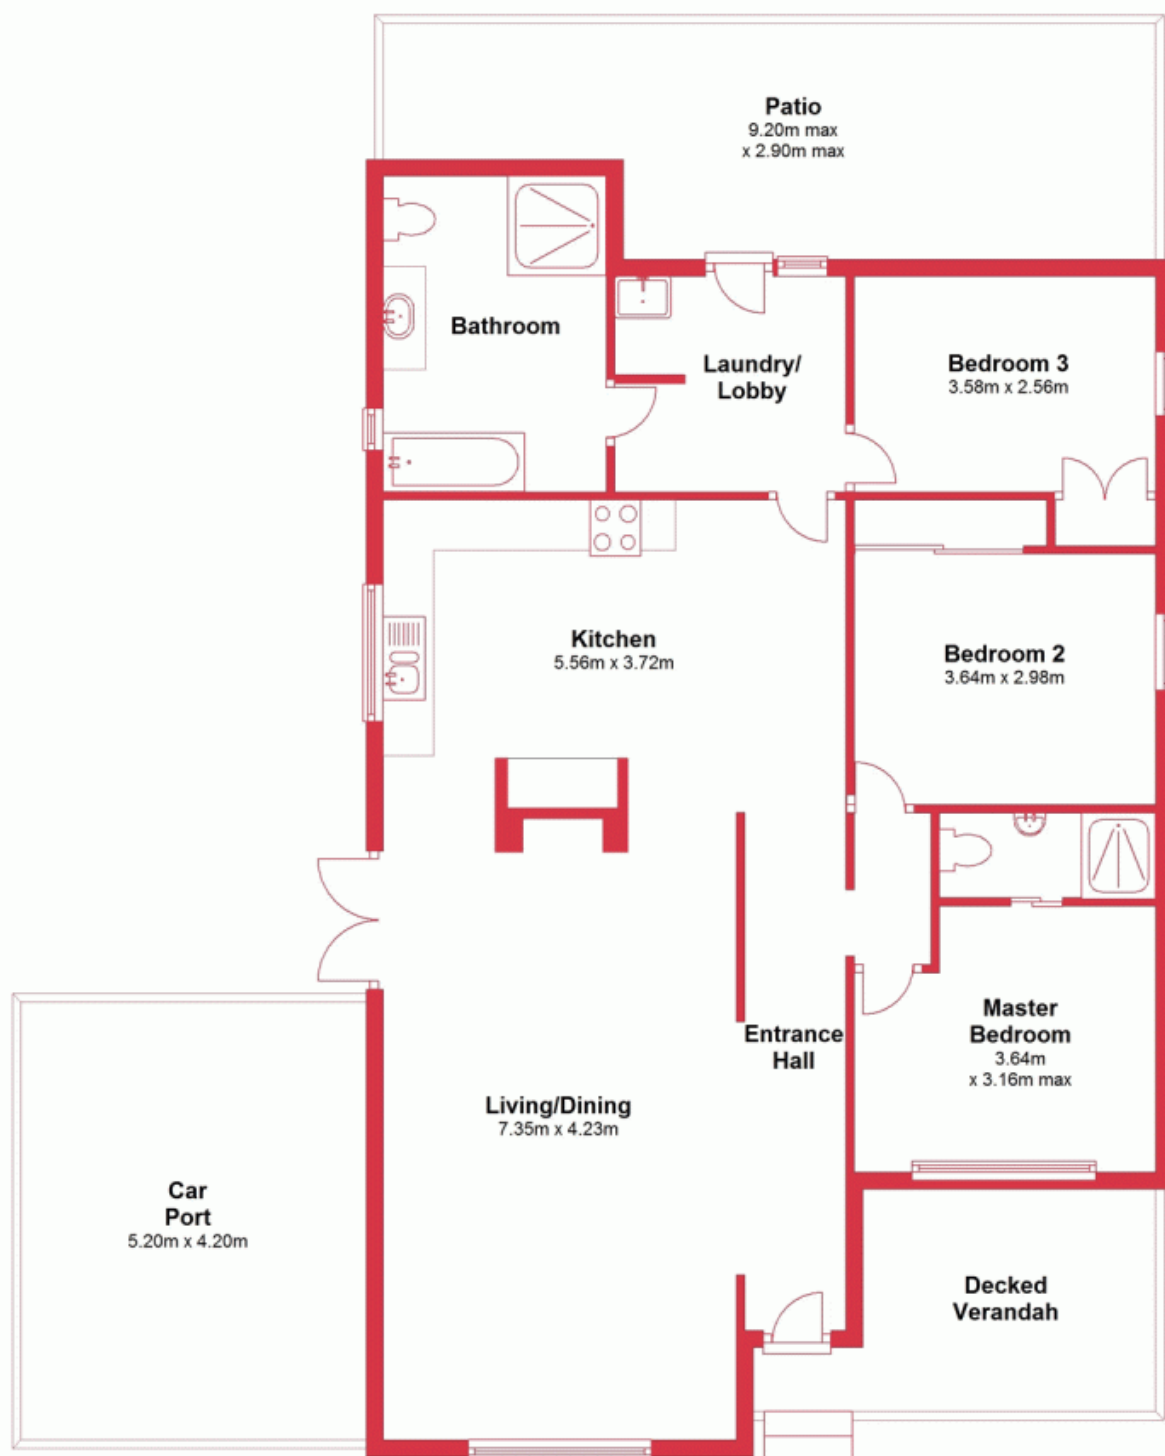 Patio
9.20m max
x 2.90m max
Bathroom
Laundry/
Lobby
Bedroom 3
3.58m x 2.56m
Kitchen
5.56m x 3.72m
Bedroom 2
3.64m x 2.98m
Master
Bedroom
3.64m
x 3.16m max
Entrance
Hall
Living/Dining
7.35m x 4.23m
Car
Port
5.20m x 4.20m
Decked
Verandah